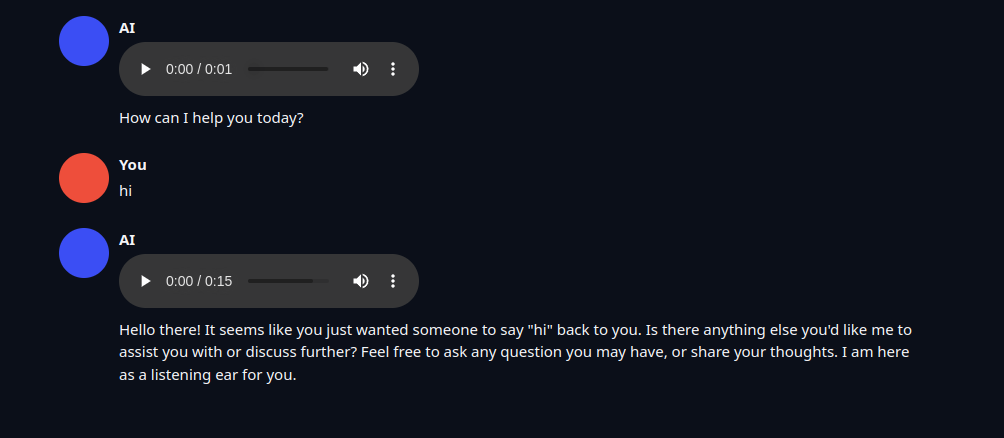 AI
0:00 / 0:01
How can I help you today?
You
hi
AI
0:00 / 0:15
Hello there! It seems like you just wanted someone to say "hi" back to you. Is there anything else you'd like me to
assist you with or discuss further? Feel free to ask any question you may have, or share your thoughts. I am here
as a listening ear for you.